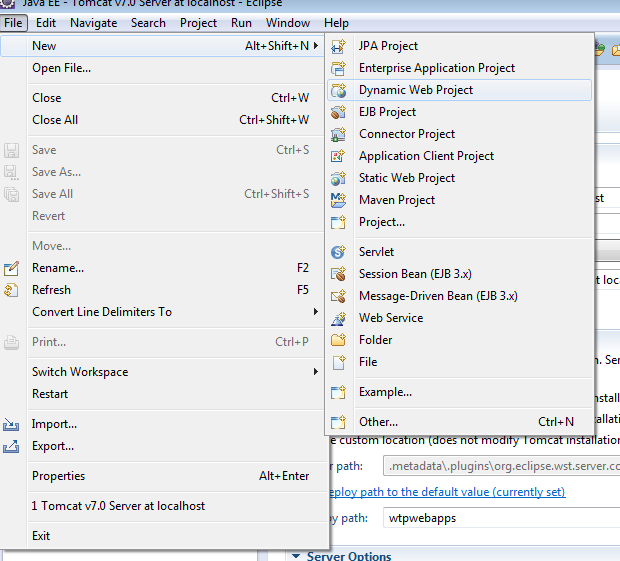 Java EE - Tomcat v7.0 Server at localhost - Eclipse
File Edit Navigate Search Project Run Window Help
New Alt+Shift+N
Open File...
Close Ctrl+W
Close All Ctrl+Shift+W
Save Ctrl+S
Save As...
Save All Ctrl+Shift+S
Revert
Move...
Rename... F2
Refresh F5
Convert Line Delimiters To
Print... Ctrl+P
Switch Workspace
Restart
Import...
Export...
Properties Alt+Enter
1 Tomcat v7.0 Server at localhost
Exit
JPA Project
Enterprise Application Project
Dynamic Web Project
EJB Project
Connector Project
Application Client Project
Static Web Project
Maven Project
Project...
Servlet
Session Bean (EJB 3.x)
Message-Driven Bean (EJB 3.x)
Web Service
Folder
File
Example...
Other... Ctrl+N
st
t loca
n. Ser
nstall
installa
e custom location (does not modify Tomcat installation
r path: .metadata\.plugins\org.eclipse.wst.server.co
eploy path to the default value (currently set)
oy path: wtpwebapps
Server Options